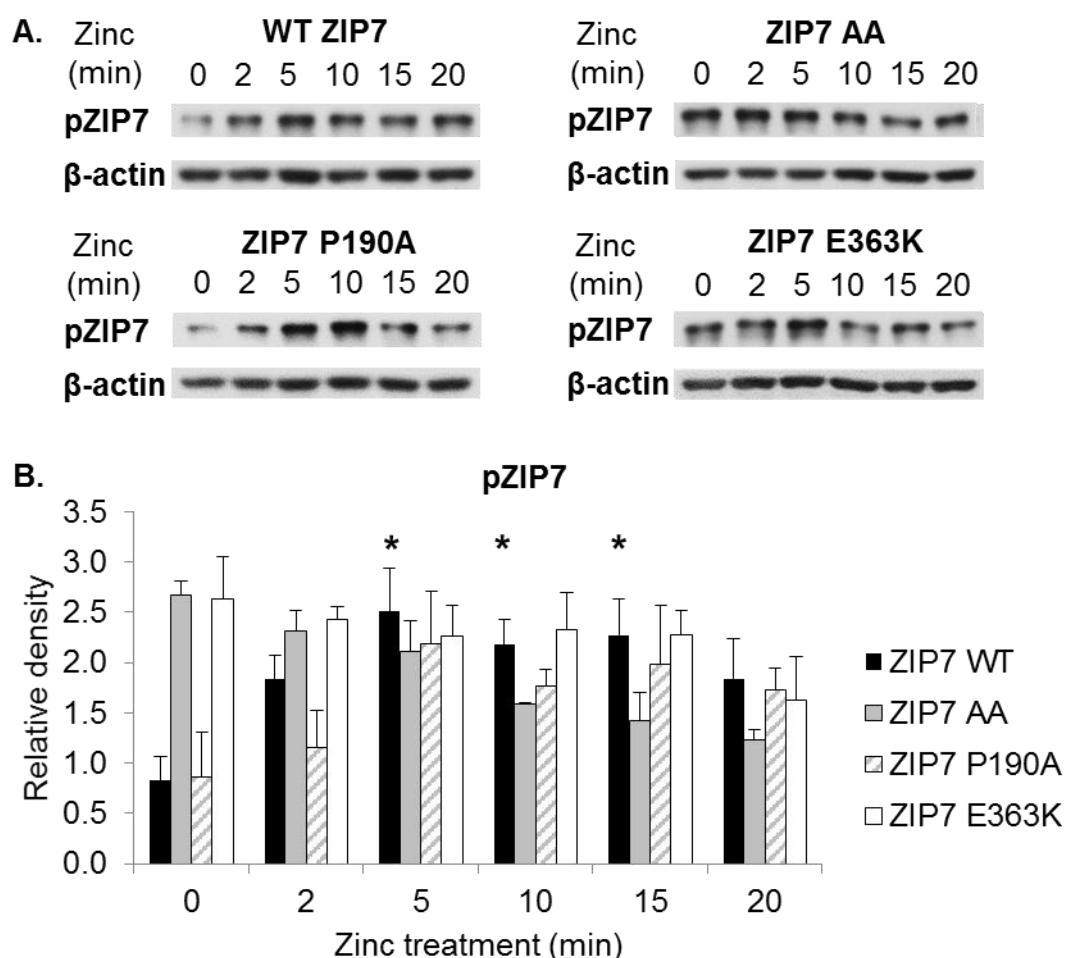 A. Zinc (min) WT ZIP7
0 2 5 10 15 20
pZIP7
β-actin
Zinc (min) ZIP7 AA
0 2 5 10 15 20
pZIP7
β-actin
Zinc (min) ZIP7 P190A
0 2 5 10 15 20
pZIP7
β-actin
Zinc (min) ZIP7 E363K
0 2 5 10 15 20
pZIP7
β-actin
B. pZIP7
Relative density
3.5
3.0
2.5
2.0
1.5
1.0
0.5
0.0
* * *
0 2 5 10 15 20
Zinc treatment (min)
ZIP7 WT
ZIP7 AA
ZIP7 P190A
ZIP7 E363K